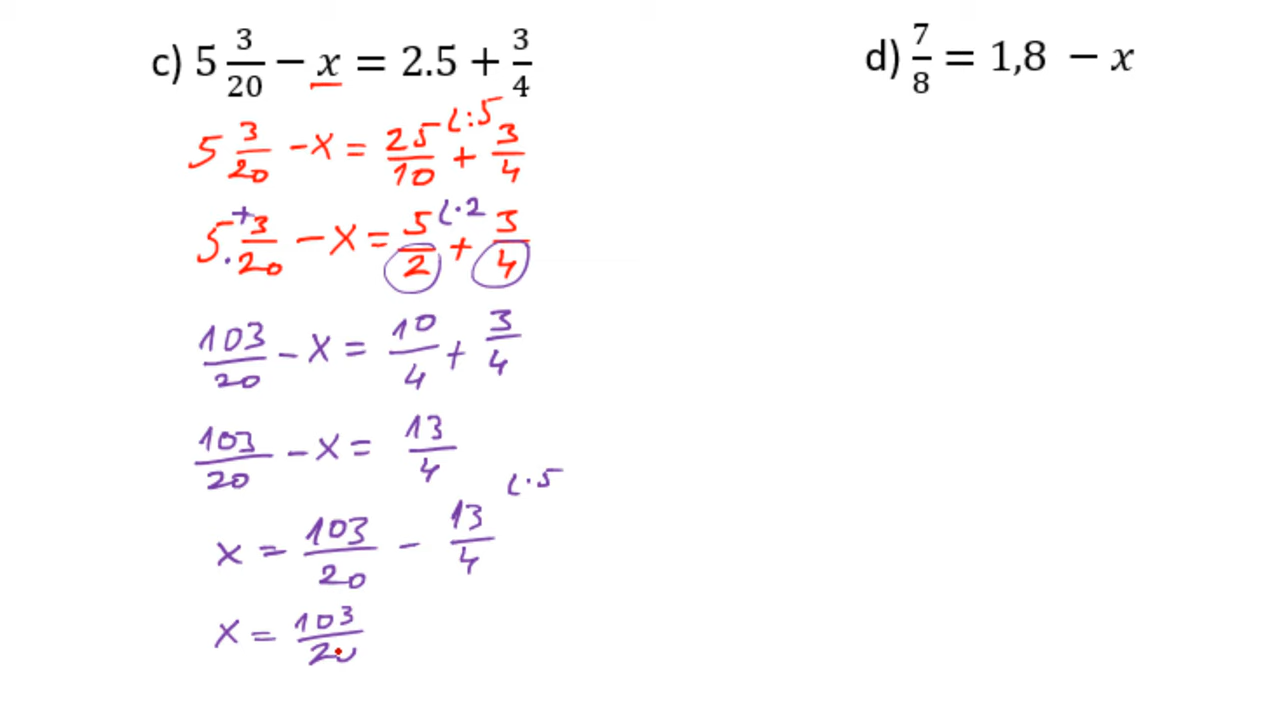 c) 5 3/20 − x = 2.5 + 3/4
5 3/20 − x = 25/10 (:5 + 3/4
5 · + 3/20 − x = 5/2 (·2 + 3/4
103/20 − x = 10/4 + 3/4
103/20 − x = 13/4
x = 103/20 − 13/4 (·5
x = 103/20
d) 7/8 = 1,8 − x